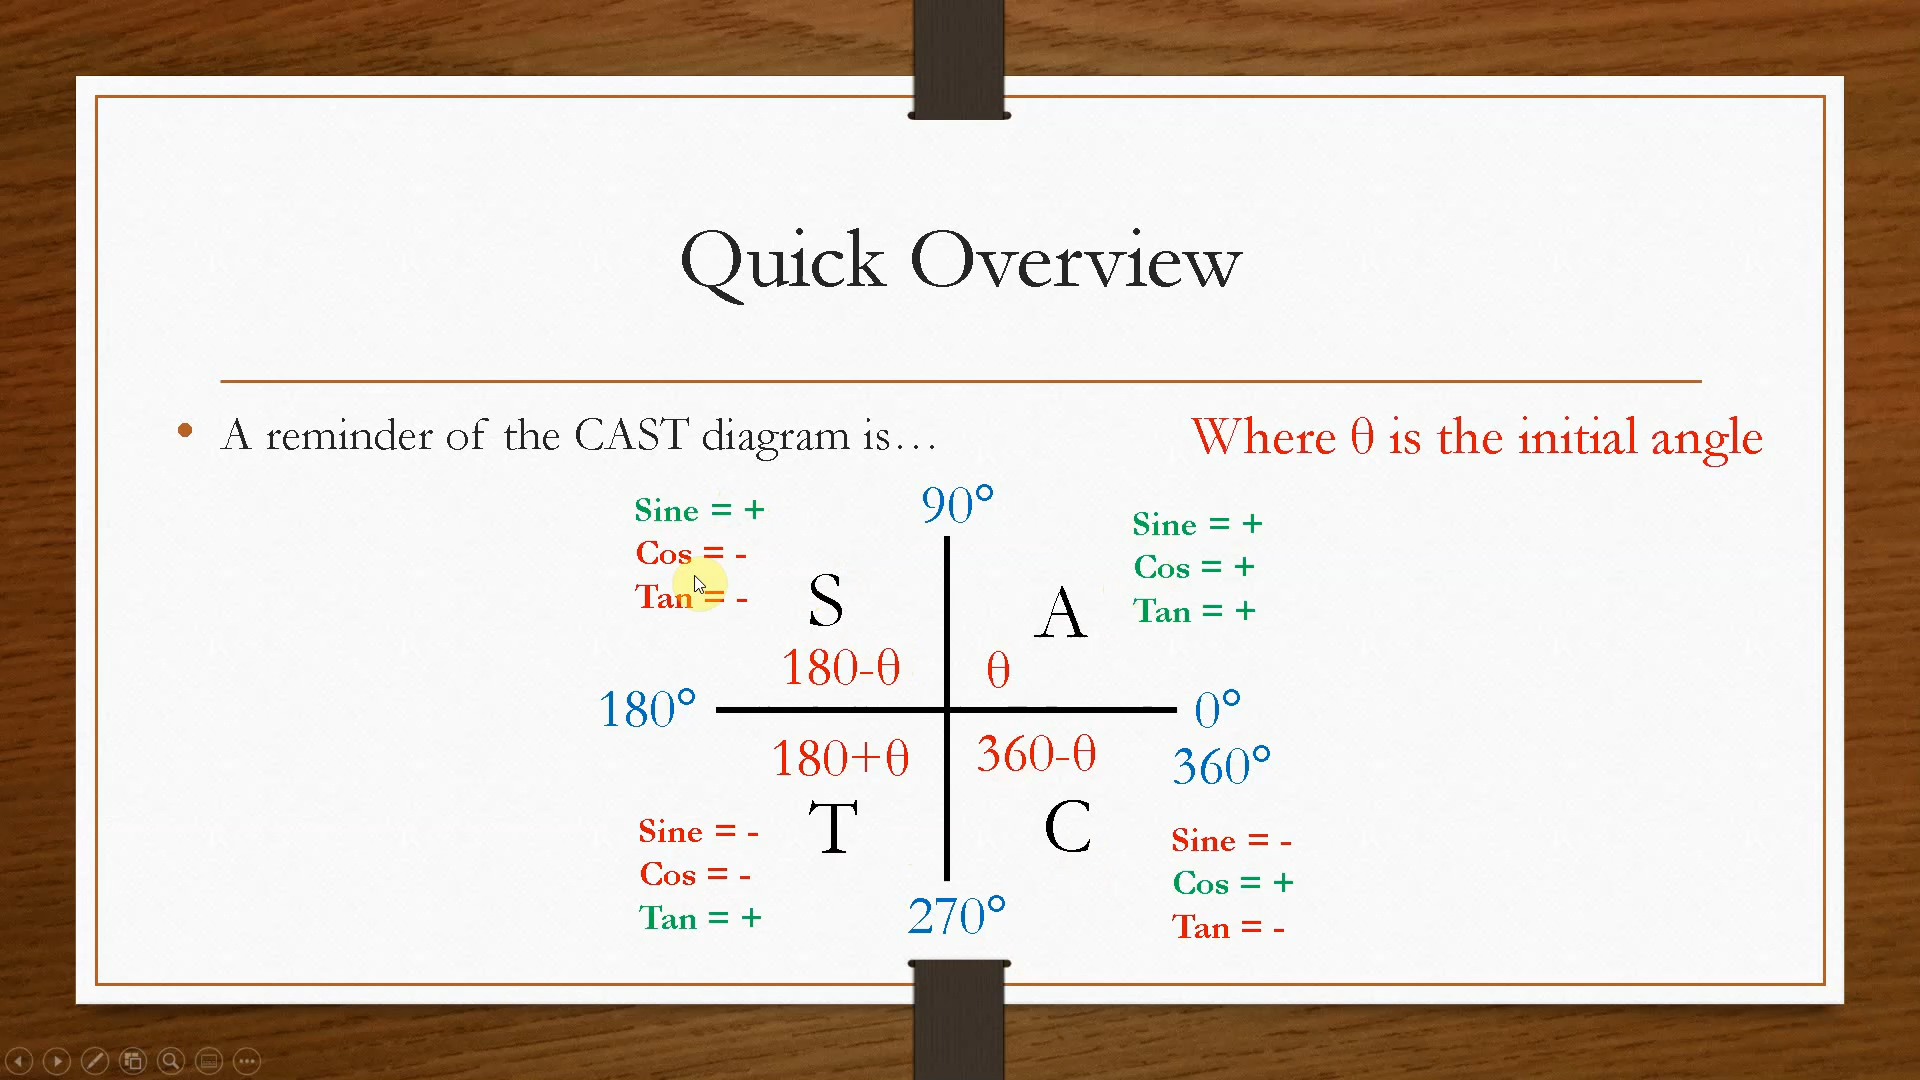 Quick Overview
• A reminder of the CAST diagram is…
Where θ is the initial angle
90°
Sine = +
Cos = -
Tan = -
S
180-θ
Sine = +
Cos = +
Tan = +
A
θ
180°
0°
360°
180+θ
T
Sine = -
Cos = -
Tan = +
360-θ
C
Sine = -
Cos = +
Tan = -
270°